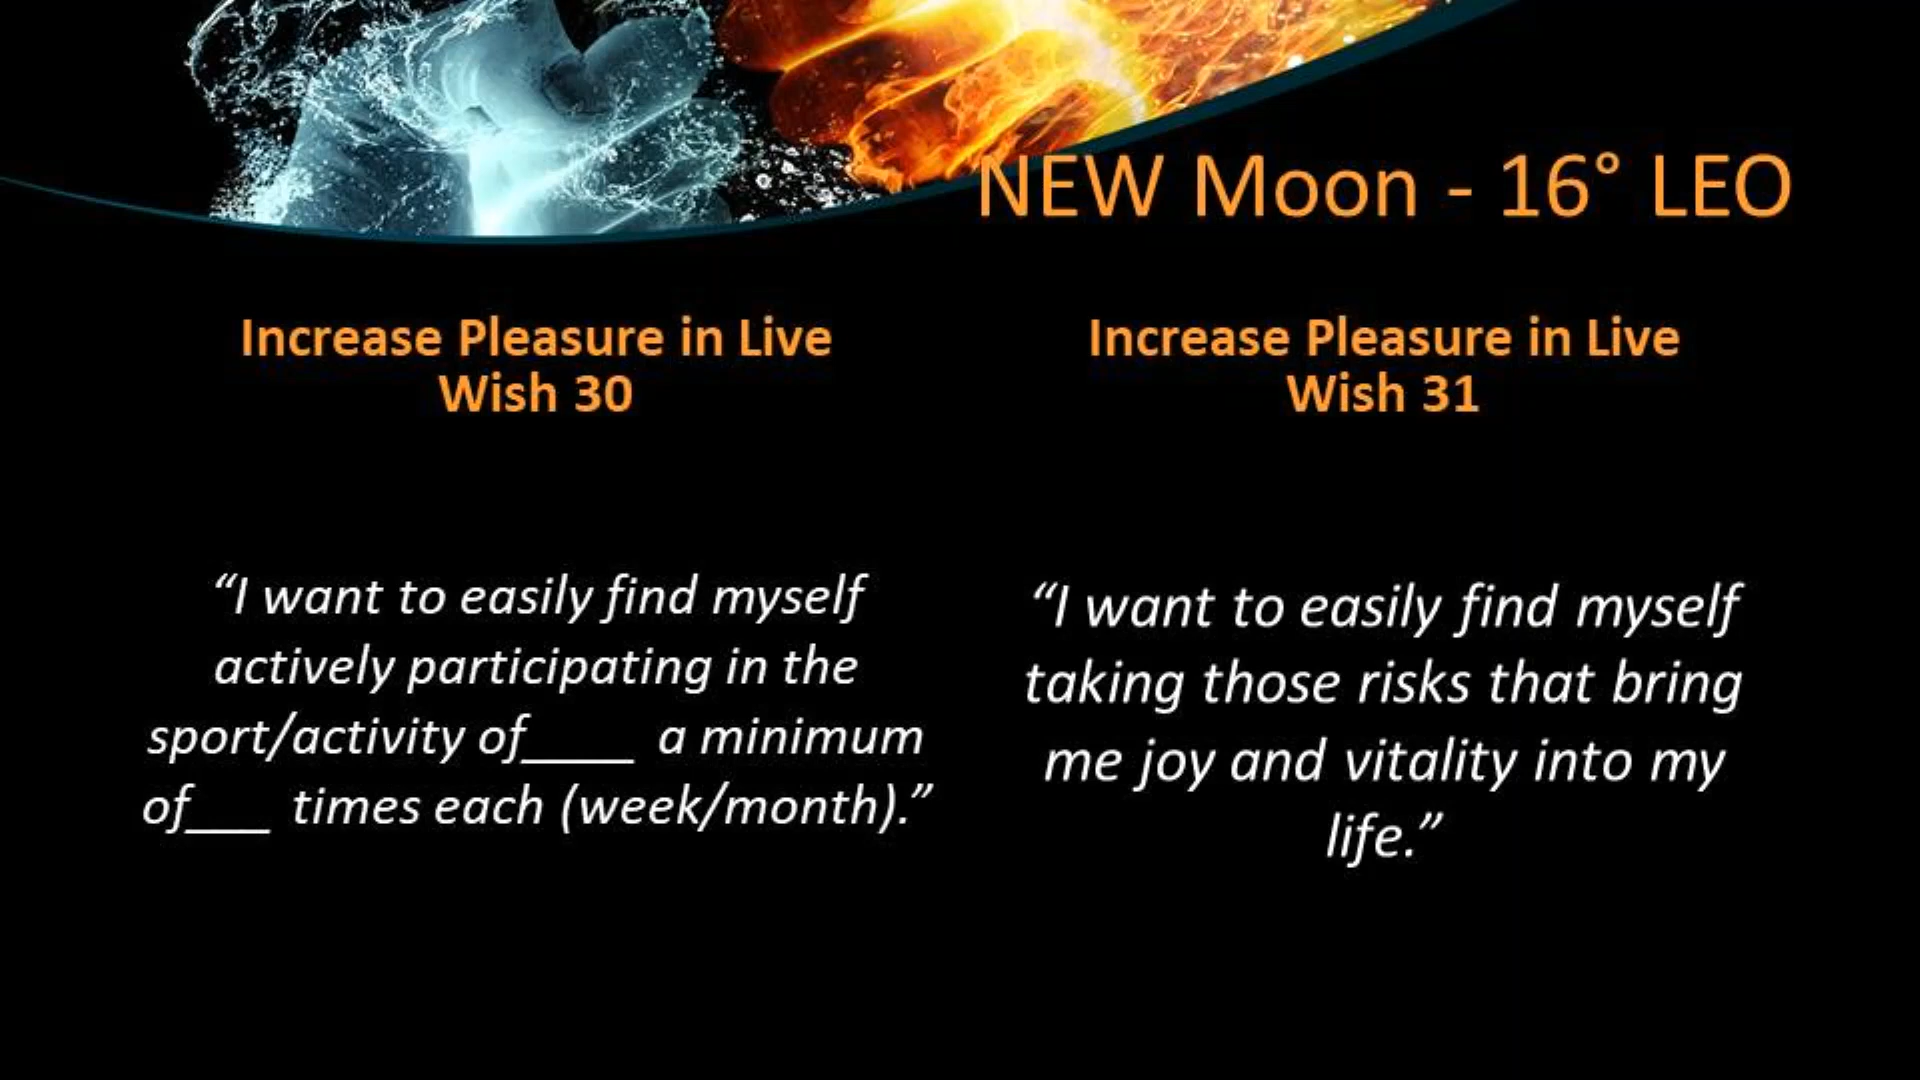 NEW Moon - 16° LEO
Increase Pleasure in Live
Wish 30
“I want to easily find myself
actively participating in the
sport/activity of____ a minimum
of___ times each (week/month).”
Increase Pleasure in Live
Wish 31
“I want to easily find myself
taking those risks that bring
me joy and vitality into my
life.”